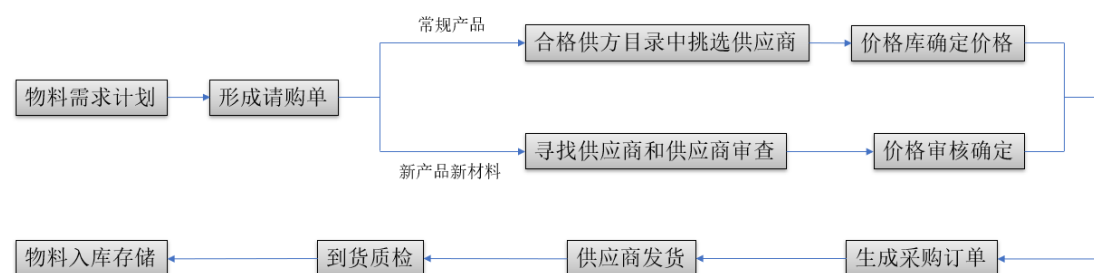 常规产品
合格供方目录中挑选供应商
价格库确定价格
物料需求计划
形成请购单
寻找供应商和供应商审查
价格审核确定
新产品新材料
物料入库存储
到货质检
供应商发货
生成采购订单